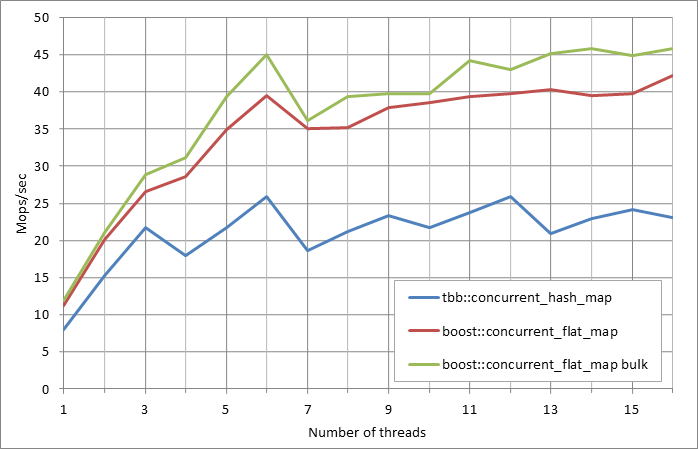 50
45
40
35
30
25
20
15
10
5
0
Mops/sec
tbb::concurrent_hash_map
boost::concurrent_flat_map
boost::concurrent_flat_map bulk
1 3 5 7 9 11 13 15
Number of threads